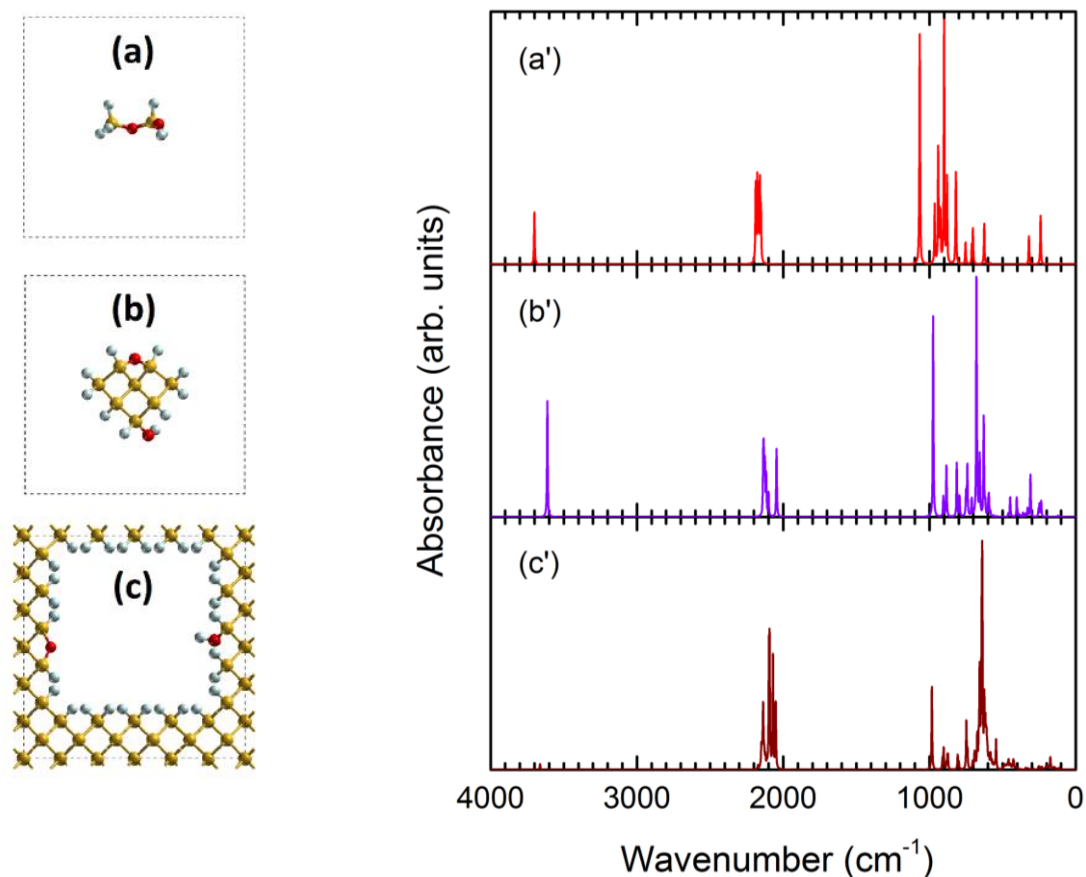 (a)
(b)
(c)
(a')
(b')
(c')
Absorbance (arb. units)
4000 3000 2000 1000 0
Wavenumber (cm⁻¹)